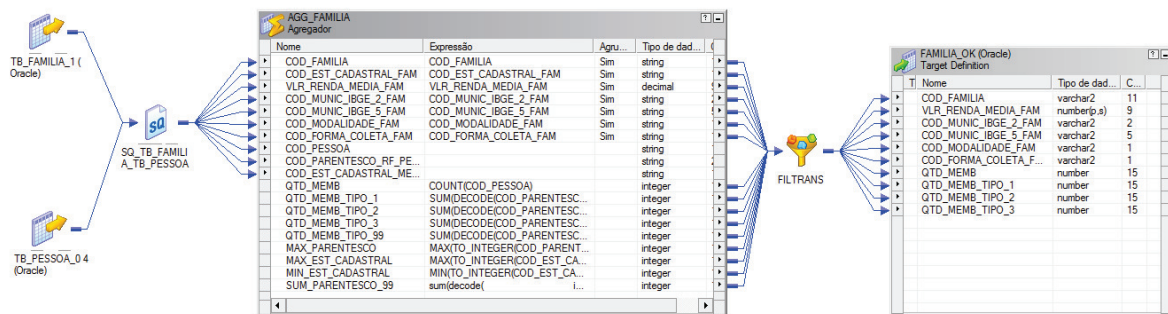 TB_FAMILIA_1 (
Oracle)
TB_PESSOA_0 4
(Oracle)
SQ
SQ_TB_FAMILI
A_TB_PESSOA
AGG_FAMILIA
Agregador
Nome Expressão Agru... Tipo de dad...
COD_FAMILIA COD_FAMILIA Sim string
COD_EST_CADASTRAL_FAM COD_EST_CADASTRAL_FAM Sim string
VLR_RENDA_MEDIA_FAM VLR_RENDA_MEDIA_FAM Sim decimal
COD_MUNIC_IBGE_2_FAM COD_MUNIC_IBGE_2_FAM Sim string
COD_MUNIC_IBGE_5_FAM COD_MUNIC_IBGE_5_FAM Sim string
COD_MODALIDADE_FAM COD_MODALIDADE_FAM Sim string
COD_FORMA_COLETA_FAM COD_FORMA_COLETA_FAM Sim string
COD_PESSOA string
COD_PARENTESCO_RF_PE... string
COD_EST_CADASTRAL_ME... string
QTD_MEMB COUNT(COD_PESSOA) integer
QTD_MEMB_TIPO_1 SUM(DECODE(COD_PARENTESC... integer
QTD_MEMB_TIPO_2 SUM(DECODE(COD_PARENTESC... integer
QTD_MEMB_TIPO_3 SUM(DECODE(COD_PARENTESC... integer
QTD_MEMB_TIPO_99 SUM(DECODE(COD_PARENTESC... integer
MAX_PARENTESCO MAX(TO_INTEGER(COD_PARENT... integer
MAX_EST_CADASTRAL MAX(TO_INTEGER(COD_EST_CA... integer
MIN_EST_CADASTRAL MIN(TO_INTEGER(COD_EST_CA... integer
SUM_PARENTESCO_99 sum(decode( i... integer
FILTRANS
FAMILIA_OK (Oracle)
Target Definition
T Nome Tipo de dad... C...
COD_FAMILIA varchar2 11
VLR_RENDA_MEDIA_FAM number(p,s) 9
COD_MUNIC_IBGE_2_FAM varchar2 2
COD_MUNIC_IBGE_5_FAM varchar2 5
COD_MODALIDADE_FAM varchar2 1
COD_FORMA_COLETA_F... varchar2 1
QTD_MEMB number 15
QTD_MEMB_TIPO_1 number 15
QTD_MEMB_TIPO_2 number 15
QTD_MEMB_TIPO_3 number 15